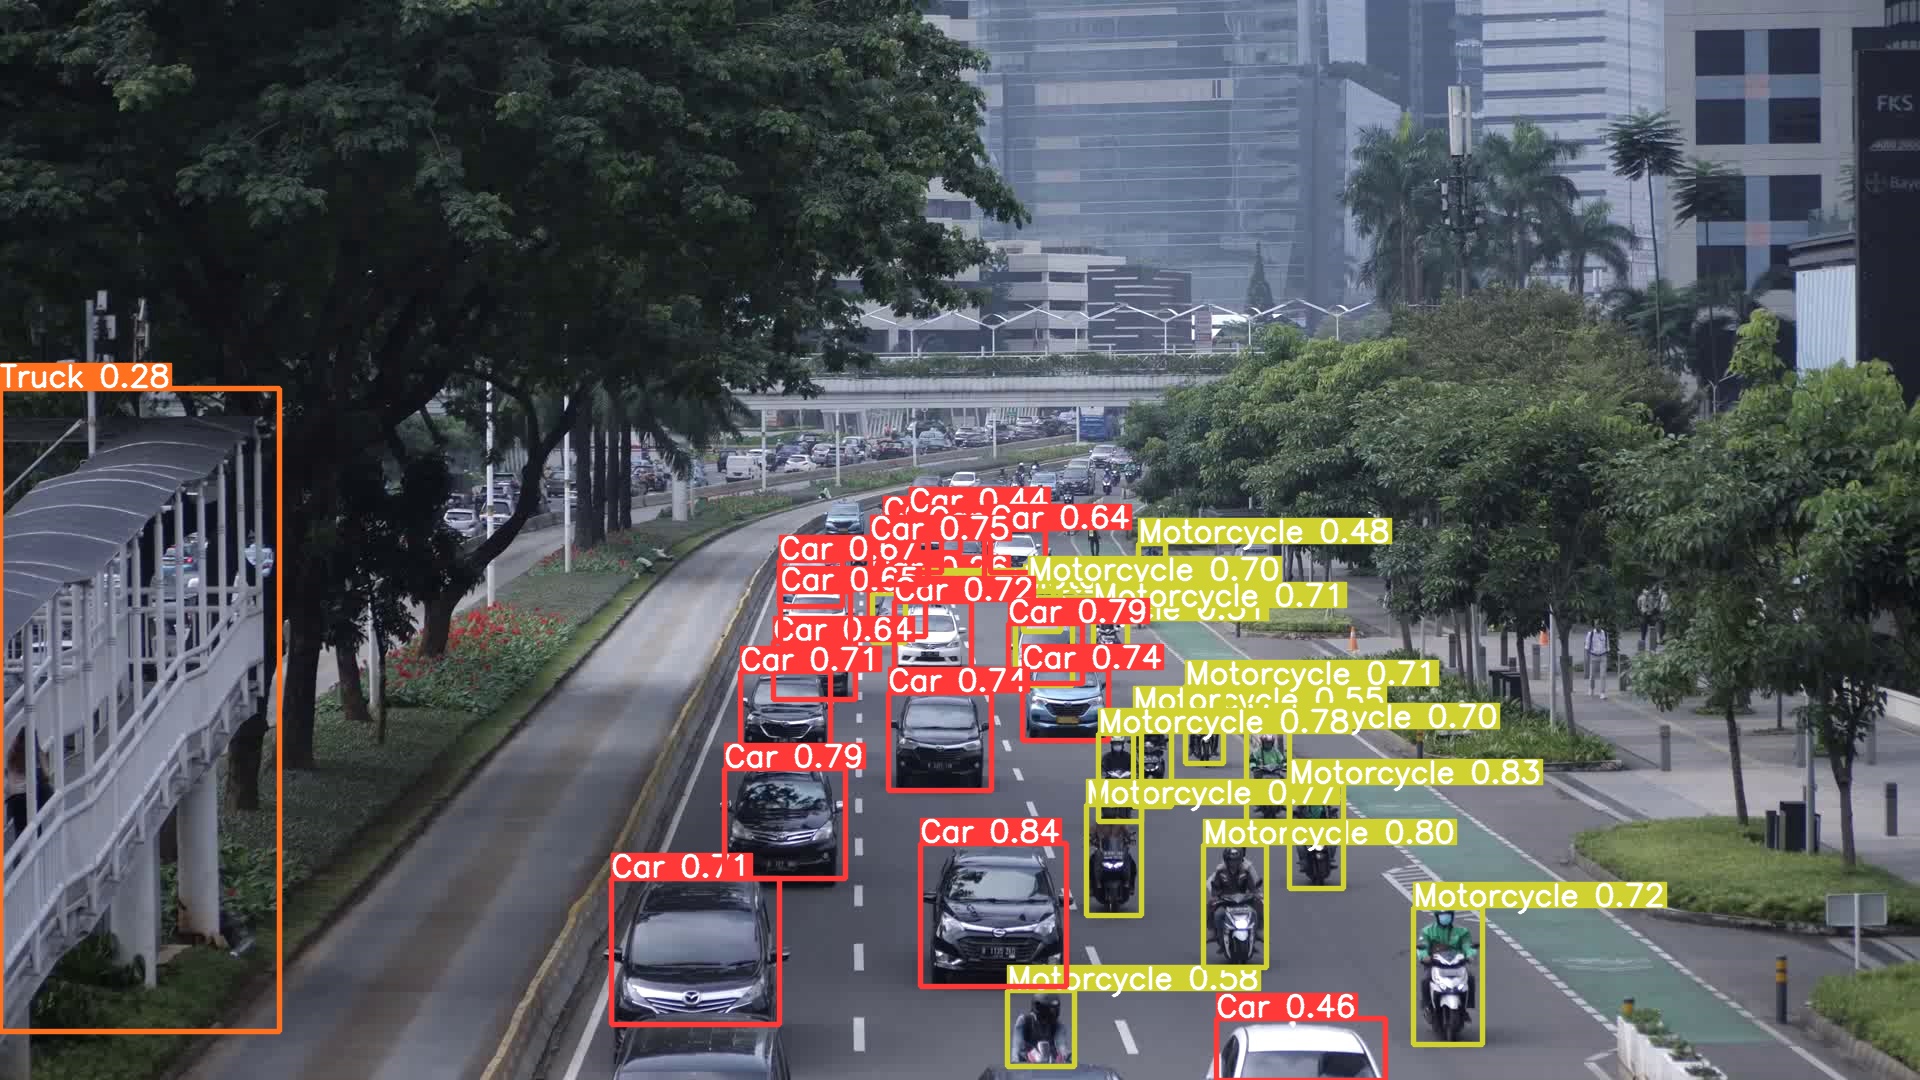 FKS
Truck 0.28
Car 0.44
Car 0.64
Car 0.75
Motorcycle 0.48
Car 0.67
Motorcycle 0.70
Car 0.65
Car 0.72
Motorcycle 0.71
Car 0.79
Car 0.64
Car 0.71
Car 0.74
Car 0.74
Motorcycle 0.71
Motorcycle 0.55
Motorcycle 0.78
0.70
Car 0.79
Motorcycle 0.83
Motorcycle 0.77
Car 0.84
Motorcycle 0.80
Car 0.71
Motorcycle 0.72
Motorcycle 0.58
Car 0.46